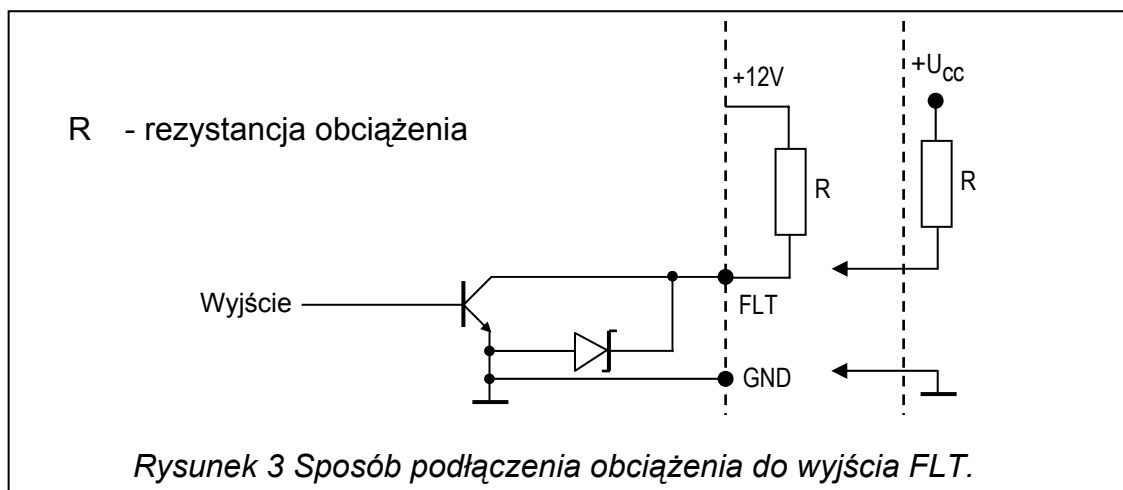 +12V
+UCC
R - rezystancja obciążenia
R
R
Wyjście
FLT
GND
Rysunek 3 Sposób podłączenia obciążenia do wyjścia FLT.